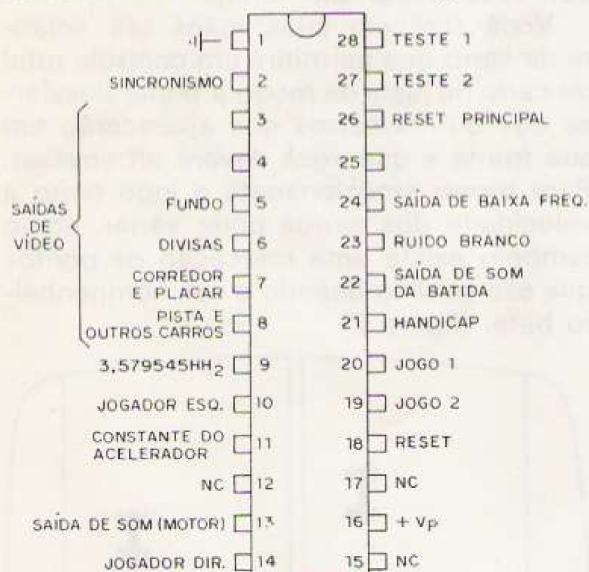 1
28 TESTE 1
SINCRONISMO 2
27 TESTE 2
3
26 RESET PRINCIPAL
4
25
SAÍDAS
DE
VÍDEO
FUNDO 5
24 SAÍDA DE BAIXA FREQ.
DIVISAS 6
23 RUIDO BRANCO
CORREDOR
E PLACAR 7
22 SAÍDA DE SOM
DA BATIDA
PISTA E
OUTROS CARROS 8
21 HANDICAP
3,579545HH2 9
20 JOGO 1
JOGADOR ESQ. 10
19 JOGO 2
CONSTANTE DO
ACELERADOR 11
18 RESET
NC 12
17 NC
SAÍDA DE SOM (MOTOR) 13
16 + Vp
JOGADOR DIR. 14
15 NC